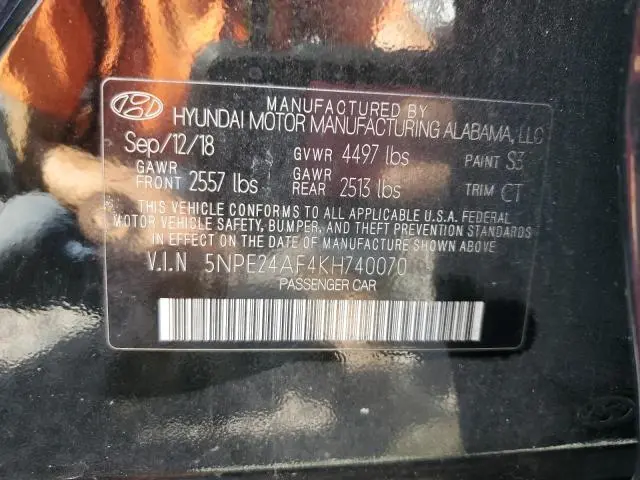 MANUFACTURED BY
HYUNDAI MOTOR MANUFACTURING ALABAMA, LLC
Sep/12/18 GVWR 4497 lbs PAINT S3
GAWR FRONT 2557 lbs GAWR REAR 2513 lbs TRIM CT
THIS VEHICLE CONFORMS TO ALL APPLICABLE U.S.A. FEDERAL
MOTOR VEHICLE SAFETY, BUMPER, AND THEFT PREVENTION STANDARDS
IN EFFECT ON THE DATE OF MANUFACTURE SHOWN ABOVE
V.I.N 5NPE24AF4KH740070
PASSENGER CAR